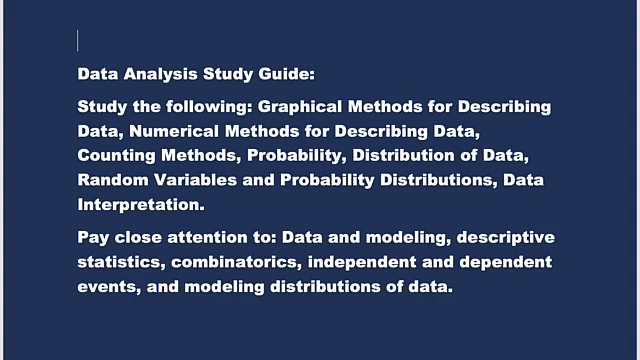 Data Analysis Study Guide:
Study the following: Graphical Methods for Describing
Data, Numerical Methods for Describing Data,
Counting Methods, Probability, Distribution of Data,
Random Variables and Probability Distributions, Data
Interpretation.
Pay close attention to: Data and modeling, descriptive
statistics, combinatorics, independent and dependent
events, and modeling distributions of data.